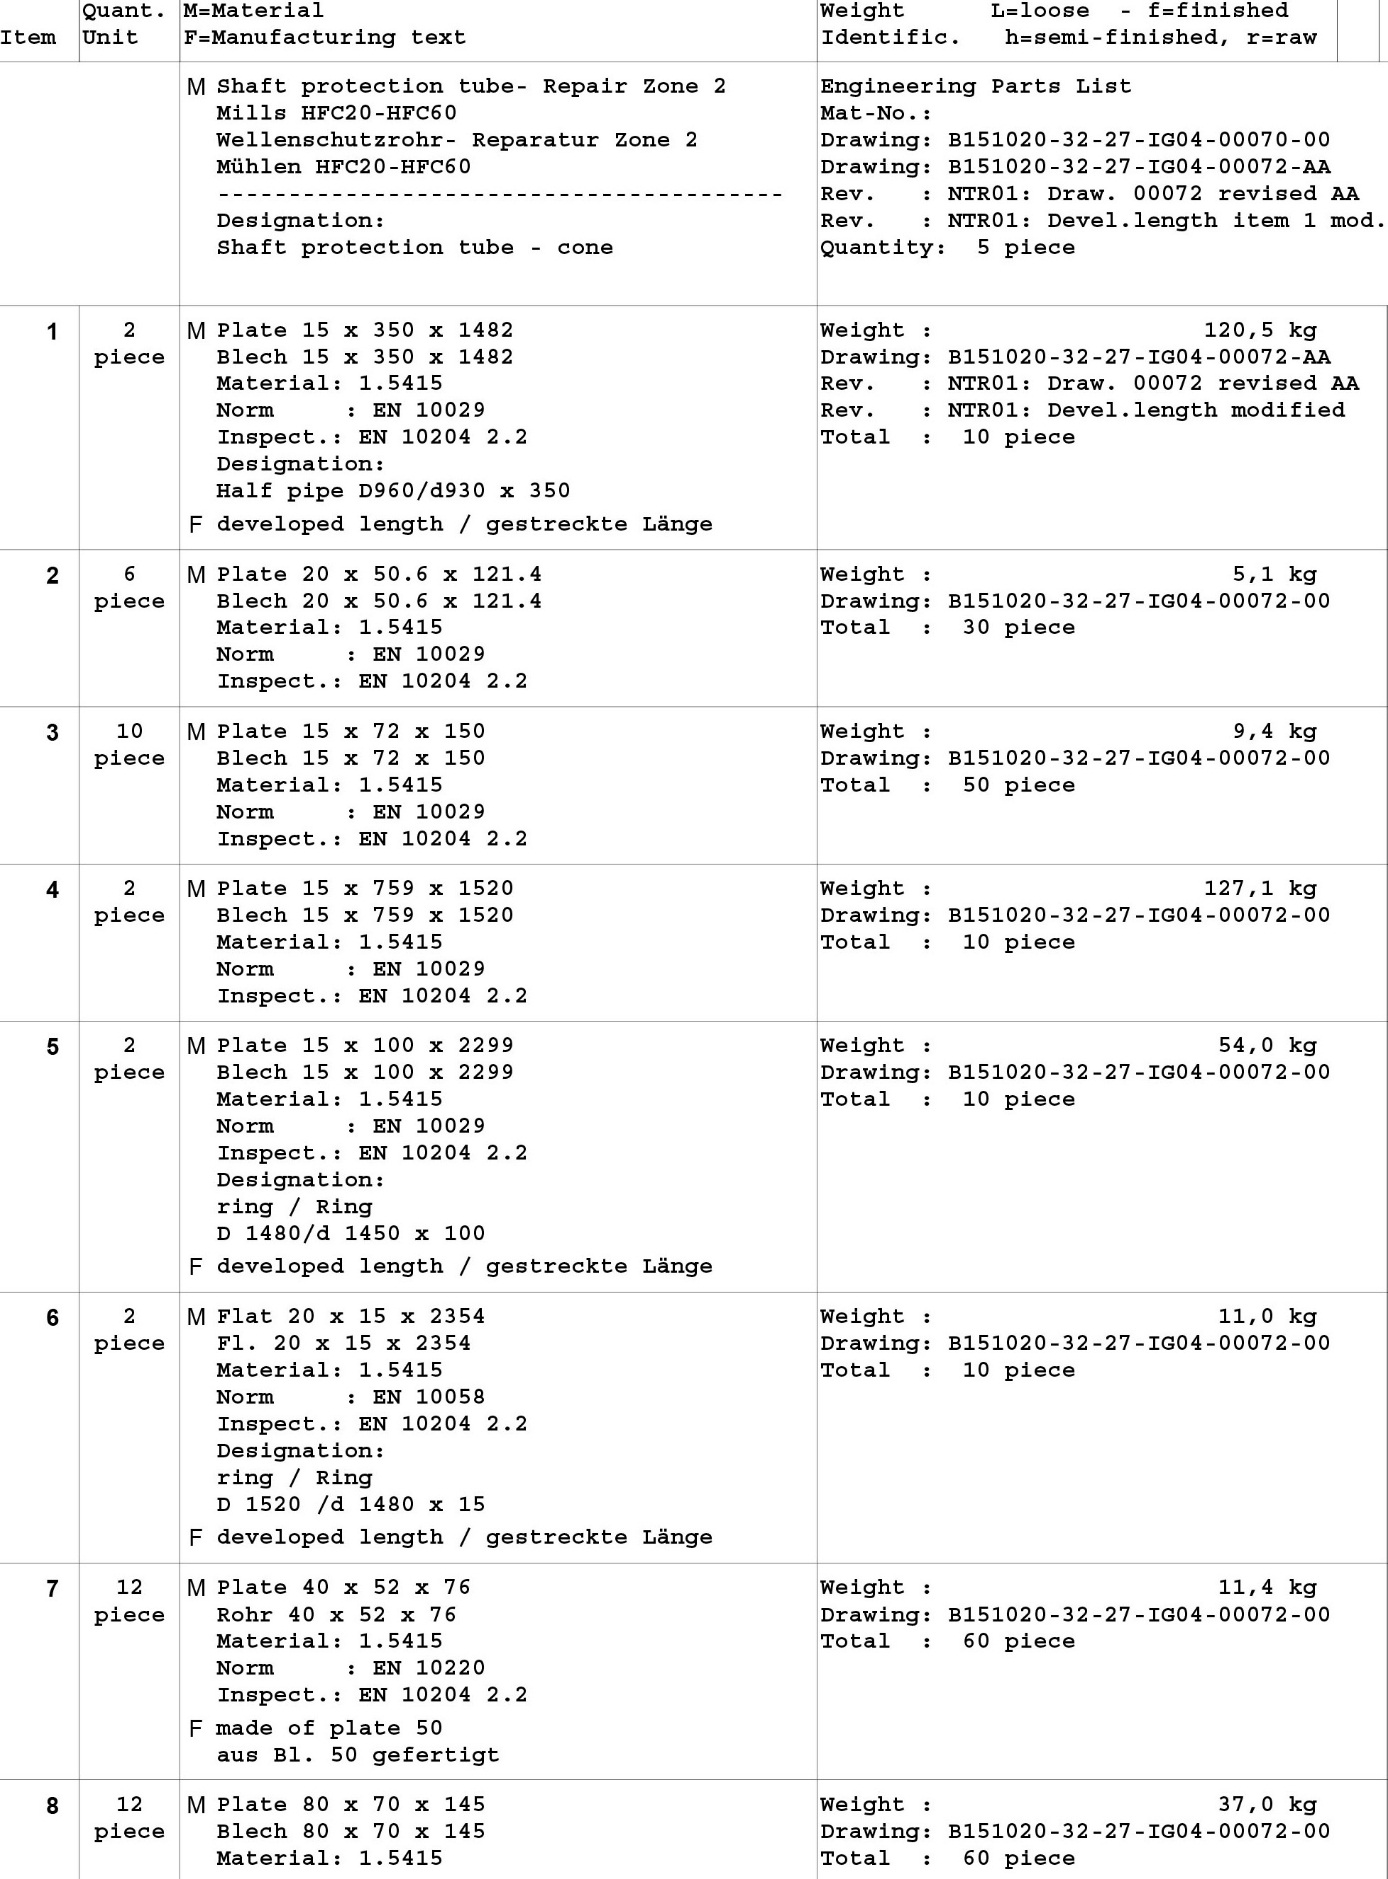 Quant. M=Material Weight L=loose - f=finished
Item Unit F=Manufacturing text Identific. h=semi-finished, r=raw
M Shaft protection tube- Repair Zone 2 Engineering Parts List
Mills HFC20-HFC60 Mat-No.:
Wellenschutzrohr- Reparatur Zone 2 Drawing: B151020-32-27-IG04-00070-00
Mühlen HFC20-HFC60 Drawing: B151020-32-27-IG04-00072-AA
---------------------------------------- Rev. : NTR01: Draw. 00072 revised AA
Designation: Rev. : NTR01: Devel.length item 1 mod.
Shaft protection tube - cone Quantity: 5 piece
1 2 M Plate 15 x 350 x 1482 Weight : 120,5 kg
piece Blech 15 x 350 x 1482 Drawing: B151020-32-27-IG04-00072-AA
Material: 1.5415 Rev. : NTR01: Draw. 00072 revised AA
Norm : EN 10029 Rev. : NTR01: Devel.length modified
Inspect.: EN 10204 2.2 Total : 10 piece
Designation:
Half pipe D960/d930 x 350
F developed length / gestreckte Länge
2 6 M Plate 20 x 50.6 x 121.4 Weight : 5,1 kg
piece Blech 20 x 50.6 x 121.4 Drawing: B151020-32-27-IG04-00072-00
Material: 1.5415 Total : 30 piece
Norm : EN 10029
Inspect.: EN 10204 2.2
3 10 M Plate 15 x 72 x 150 Weight : 9,4 kg
piece Blech 15 x 72 x 150 Drawing: B151020-32-27-IG04-00072-00
Material: 1.5415 Total : 50 piece
Norm : EN 10029
Inspect.: EN 10204 2.2
4 2 M Plate 15 x 759 x 1520 Weight : 127,1 kg
piece Blech 15 x 759 x 1520 Drawing: B151020-32-27-IG04-00072-00
Material: 1.5415 Total : 10 piece
Norm : EN 10029
Inspect.: EN 10204 2.2
5 2 M Plate 15 x 100 x 2299 Weight : 54,0 kg
piece Blech 15 x 100 x 2299 Drawing: B151020-32-27-IG04-00072-00
Material: 1.5415 Total : 10 piece
Norm : EN 10029
Inspect.: EN 10204 2.2
Designation:
ring / Ring
D 1480/d 1450 x 100
F developed length / gestreckte Länge
6 2 M Flat 20 x 15 x 2354 Weight : 11,0 kg
piece Fl. 20 x 15 x 2354 Drawing: B151020-32-27-IG04-00072-00
Material: 1.5415 Total : 10 piece
Norm : EN 10058
Inspect.: EN 10204 2.2
Designation:
ring / Ring
D 1520 /d 1480 x 15
F developed length / gestreckte Länge
7 12 M Plate 40 x 52 x 76 Weight : 11,4 kg
piece Rohr 40 x 52 x 76 Drawing: B151020-32-27-IG04-00072-00
Material: 1.5415 Total : 60 piece
Norm : EN 10220
Inspect.: EN 10204 2.2
F made of plate 50
aus Bl. 50 gefertigt
8 12 M Plate 80 x 70 x 145 Weight : 37,0 kg
piece Blech 80 x 70 x 145 Drawing: B151020-32-27-IG04-00072-00
Material: 1.5415 Total : 60 piece